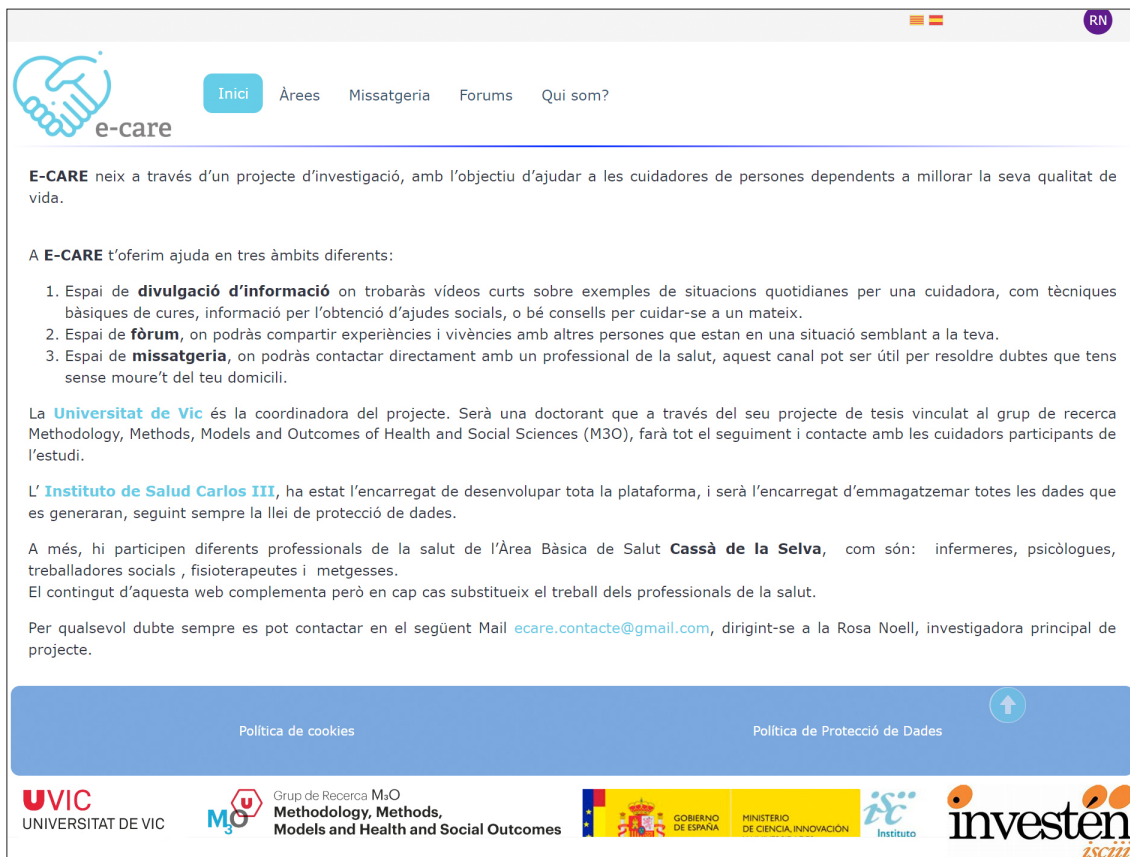 RN
e-care
Inici Àrees Missatgeria Forums Qui som?
E-CARE neix a través d'un projecte d'investigació, amb l'objectiu d'ajudar a les cuidadores de persones dependents a millorar la seva qualitat de
vida.
A E-CARE t'oferim ajuda en tres àmbits diferents:
1. Espai de divulgació d'informació on trobaràs vídeos curts sobre exemples de situacions quotidianes per una cuidadora, com tècniques
bàsiques de cures, informació per l'obtenció d'ajudes socials, o bé consells per cuidar-se a un mateix.
2. Espai de fòrum, on podràs compartir experiències i vivències amb altres persones que estan en una situació semblant a la teva.
3. Espai de missatgeria, on podràs contactar directament amb un professional de la salut, aquest canal pot ser útil per resoldre dubtes que tens
sense moure't del teu domicili.
La Universitat de Vic és la coordinadora del projecte. Serà una doctorant que a través del seu projecte de tesis vinculat al grup de recerca
Methodology, Methods, Models and Outcomes of Health and Social Sciences (M3O), farà tot el seguiment i contacte amb les cuidadors participants de
l'estudi.
L' Instituto de Salud Carlos III, ha estat l'encarregat de desenvolupar tota la plataforma, i serà l'encarregat d'emmagatzemar totes les dades que
es generaran, seguint sempre la llei de protecció de dades.
A més, hi participen diferents professionals de la salut de l'Àrea Bàsica de Salut Cassà de la Selva, com són: infermeres, psicòlogues,
treballadores socials , fisioterapeutes i metgesses.
El contingut d'aquesta web complementa però en cap cas substitueix el treball dels professionals de la salut.
Per qualsevol dubte sempre es pot contactar en el següent Mail ecare.contacte@gmail.com, dirigint-se a la Rosa Noell, investigadora principal de
projecte.
Política de cookies Política de Protecció de Dades
UVIC
UNIVERSITAT DE VIC
M3O U
Grup de Recerca M₃O
Methodology, Methods,
Models and Health and Social Outcomes
GOBIERNO
DE ESPAÑA
MINISTERIO
DE CIENCIA, INNOVACIÓN
isciii
Instituto
investén
isciii